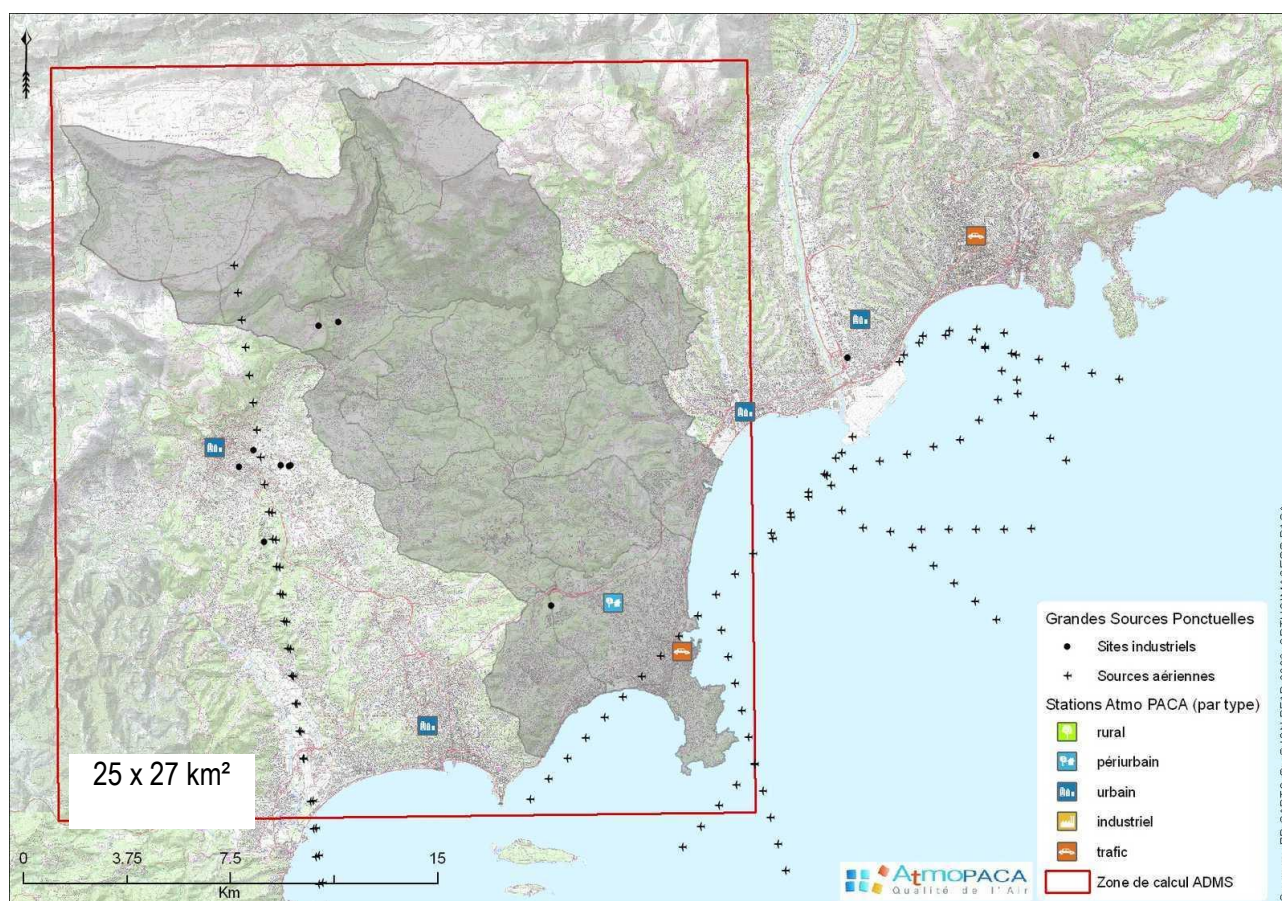 25 x 27 km²
0 3.75 7.5 15
Km
Grandes Sources Ponctuelles
Sites industriels
Sources aériennes
Stations Atmo PACA (par type)
rural
périurbain
urbain
industriel
trafic
Zone de calcul ADMS
AtmoPACA
Qualité de l'Air